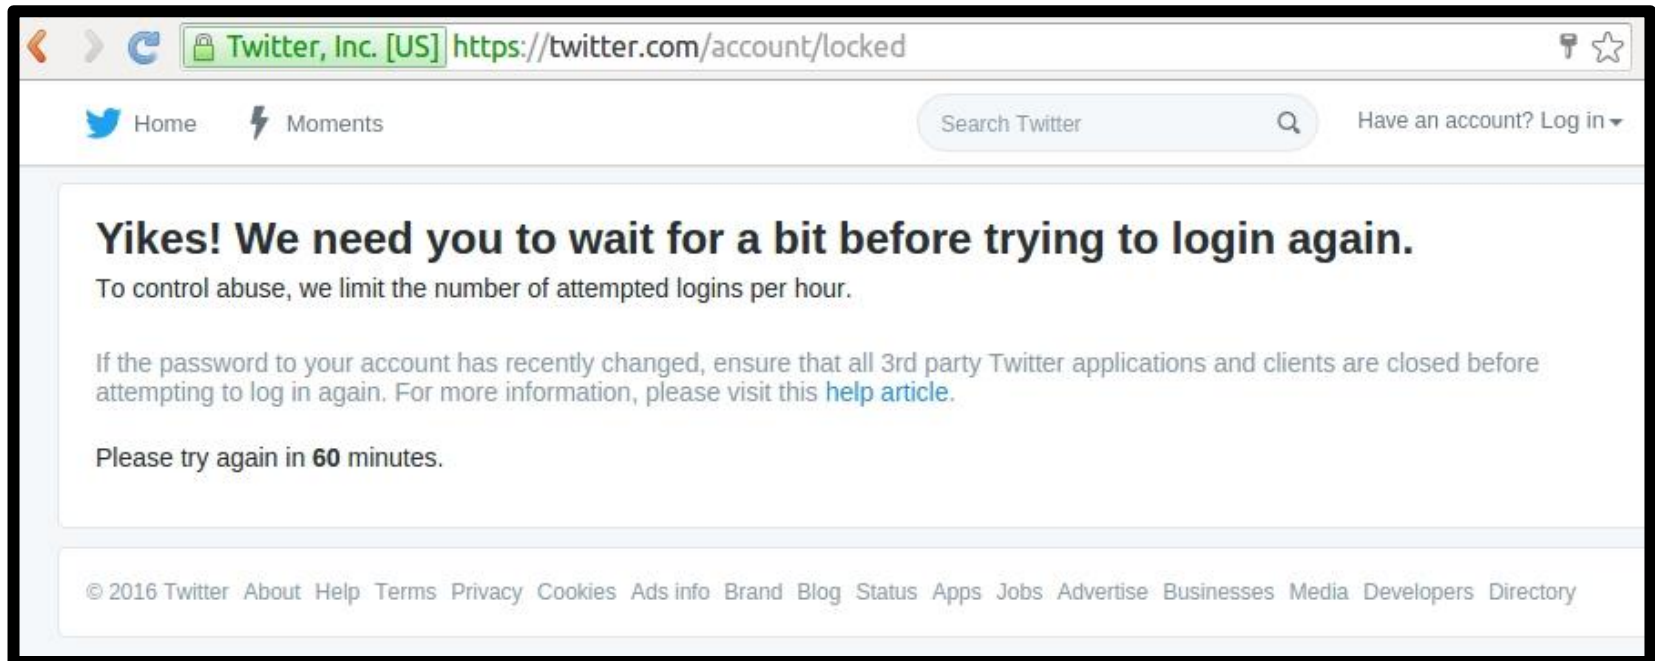 Twitter, Inc. [US] https://twitter.com/account/locked
Home Moments Search Twitter Have an account? Log in
Yikes! We need you to wait for a bit before trying to login again.
To control abuse, we limit the number of attempted logins per hour.
If the password to your account has recently changed, ensure that all 3rd party Twitter applications and clients are closed before
attempting to log in again. For more information, please visit this help article.
Please try again in 60 minutes.
© 2016 Twitter About Help Terms Privacy Cookies Ads info Brand Blog Status Apps Jobs Advertise Businesses Media Developers Directory